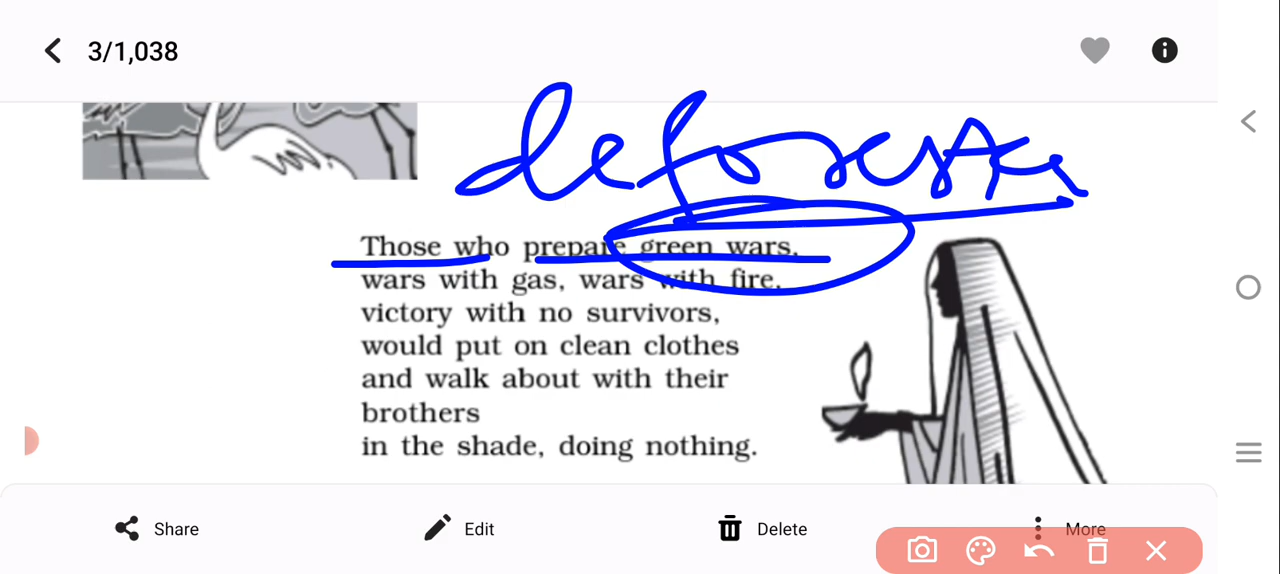 3/1,038
Those who prepare green wars,
wars with gas, wars with fire,
victory with no survivors,
would put on clean clothes
and walk about with their
brothers
in the shade, doing nothing.
Share Edit Delete More